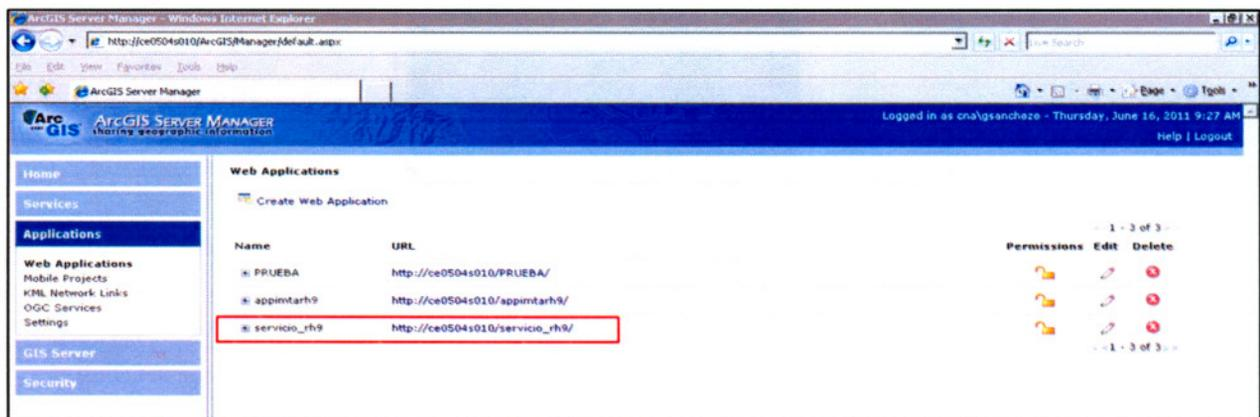 ArcGIS Server Manager - Windows Internet Explorer
http://ce0504s010/ArcGIS/Manager/default.aspx
Live Search
File Edit View Favorites Tools Help
ArcGIS Server Manager
Page Tools
ArcGIS ARCGIS SERVER MANAGER
sharing geographic information
Logged in as cna\gsanchezo - Thursday, June 16, 2011 9:27 AM
Help | Logout
Home
Services
Applications
Web Applications
Mobile Projects
KML Network Links
OGC Services
Settings
GIS Server
Security
Web Applications
Create Web Application
1 - 3 of 3
Name URL Permissions Edit Delete
PRUEBA http://ce0504s010/PRUEBA/
appimtarh9 http://ce0504s010/appimtarh9/
servicio_rh9 http://ce0504s010/servicio_rh9/
1 - 3 of 3